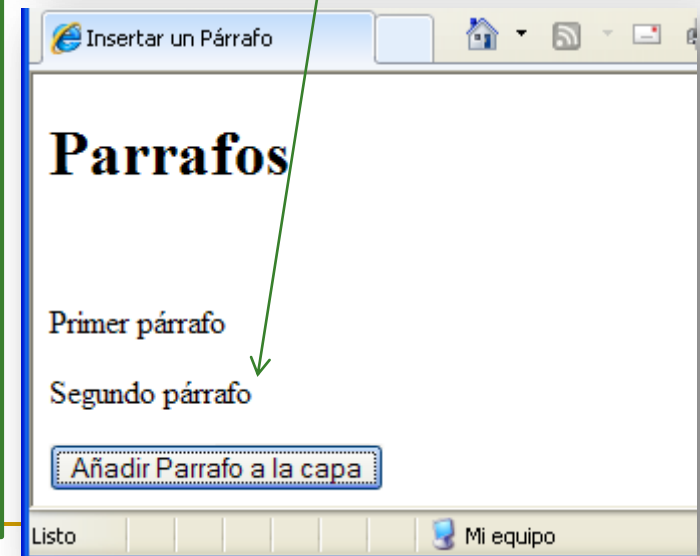 Insertar un Párrafo
Parrafos
Primer párrafo
Segundo párrafo
Añadir Parrafo a la capa
Listo
Mi equipo